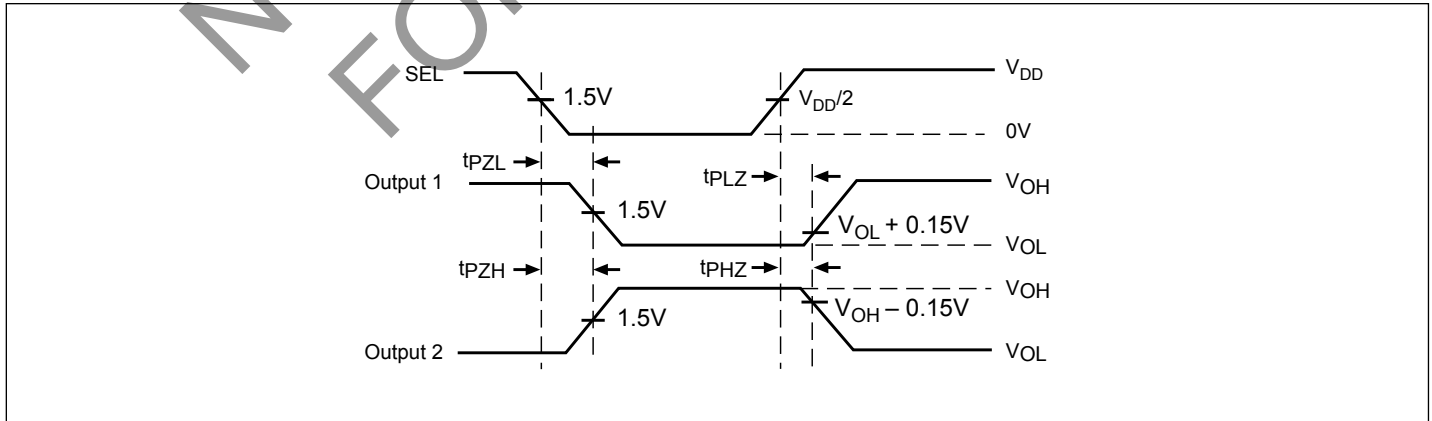 SEL
1.5V
VDD/2
VDD
0V
tPZL
tPLZ
Output 1
1.5V
VOL + 0.15V
VOH
VOL
tPZH
tPHZ
VOH
VOH – 0.15V
1.5V
Output 2
VOL